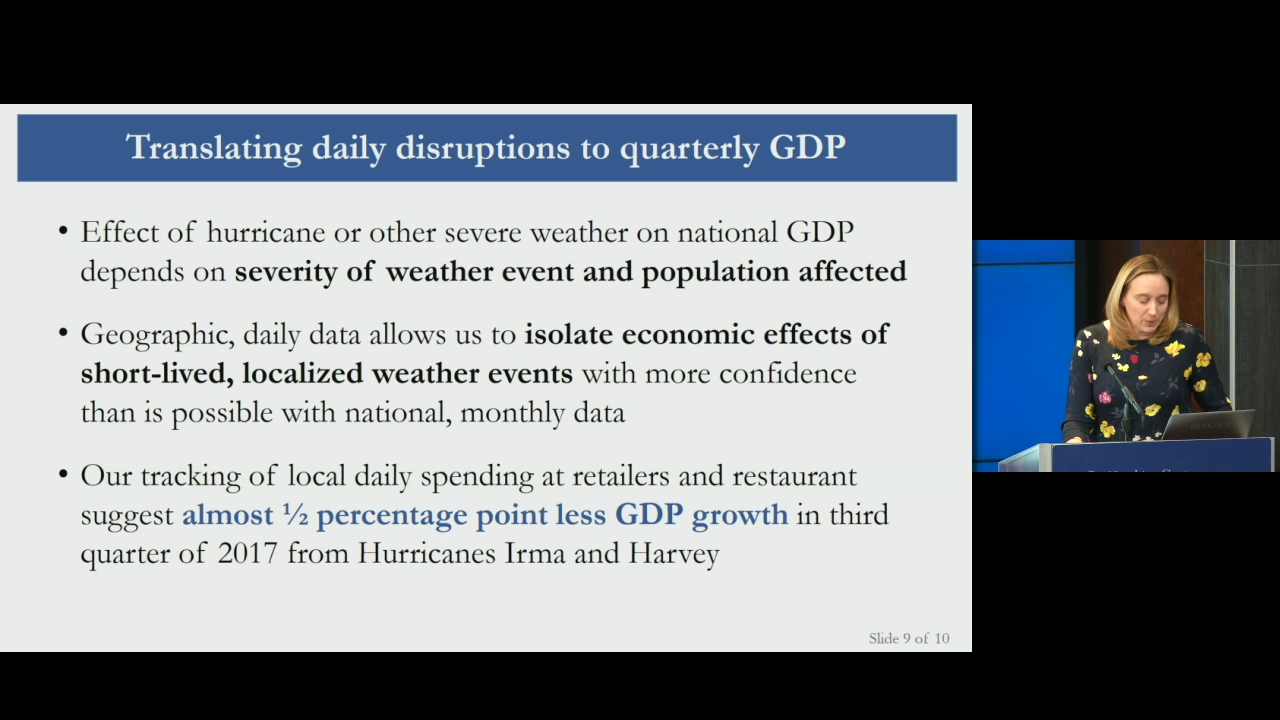 Translating daily disruptions to quarterly GDP
• Effect of hurricane or other severe weather on national GDP
depends on severity of weather event and population affected
• Geographic, daily data allows us to isolate economic effects of
short-lived, localized weather events with more confidence
than is possible with national, monthly data
• Our tracking of local daily spending at retailers and restaurant
suggest almost ½ percentage point less GDP growth in third
quarter of 2017 from Hurricanes Irma and Harvey
Slide 9 of 10